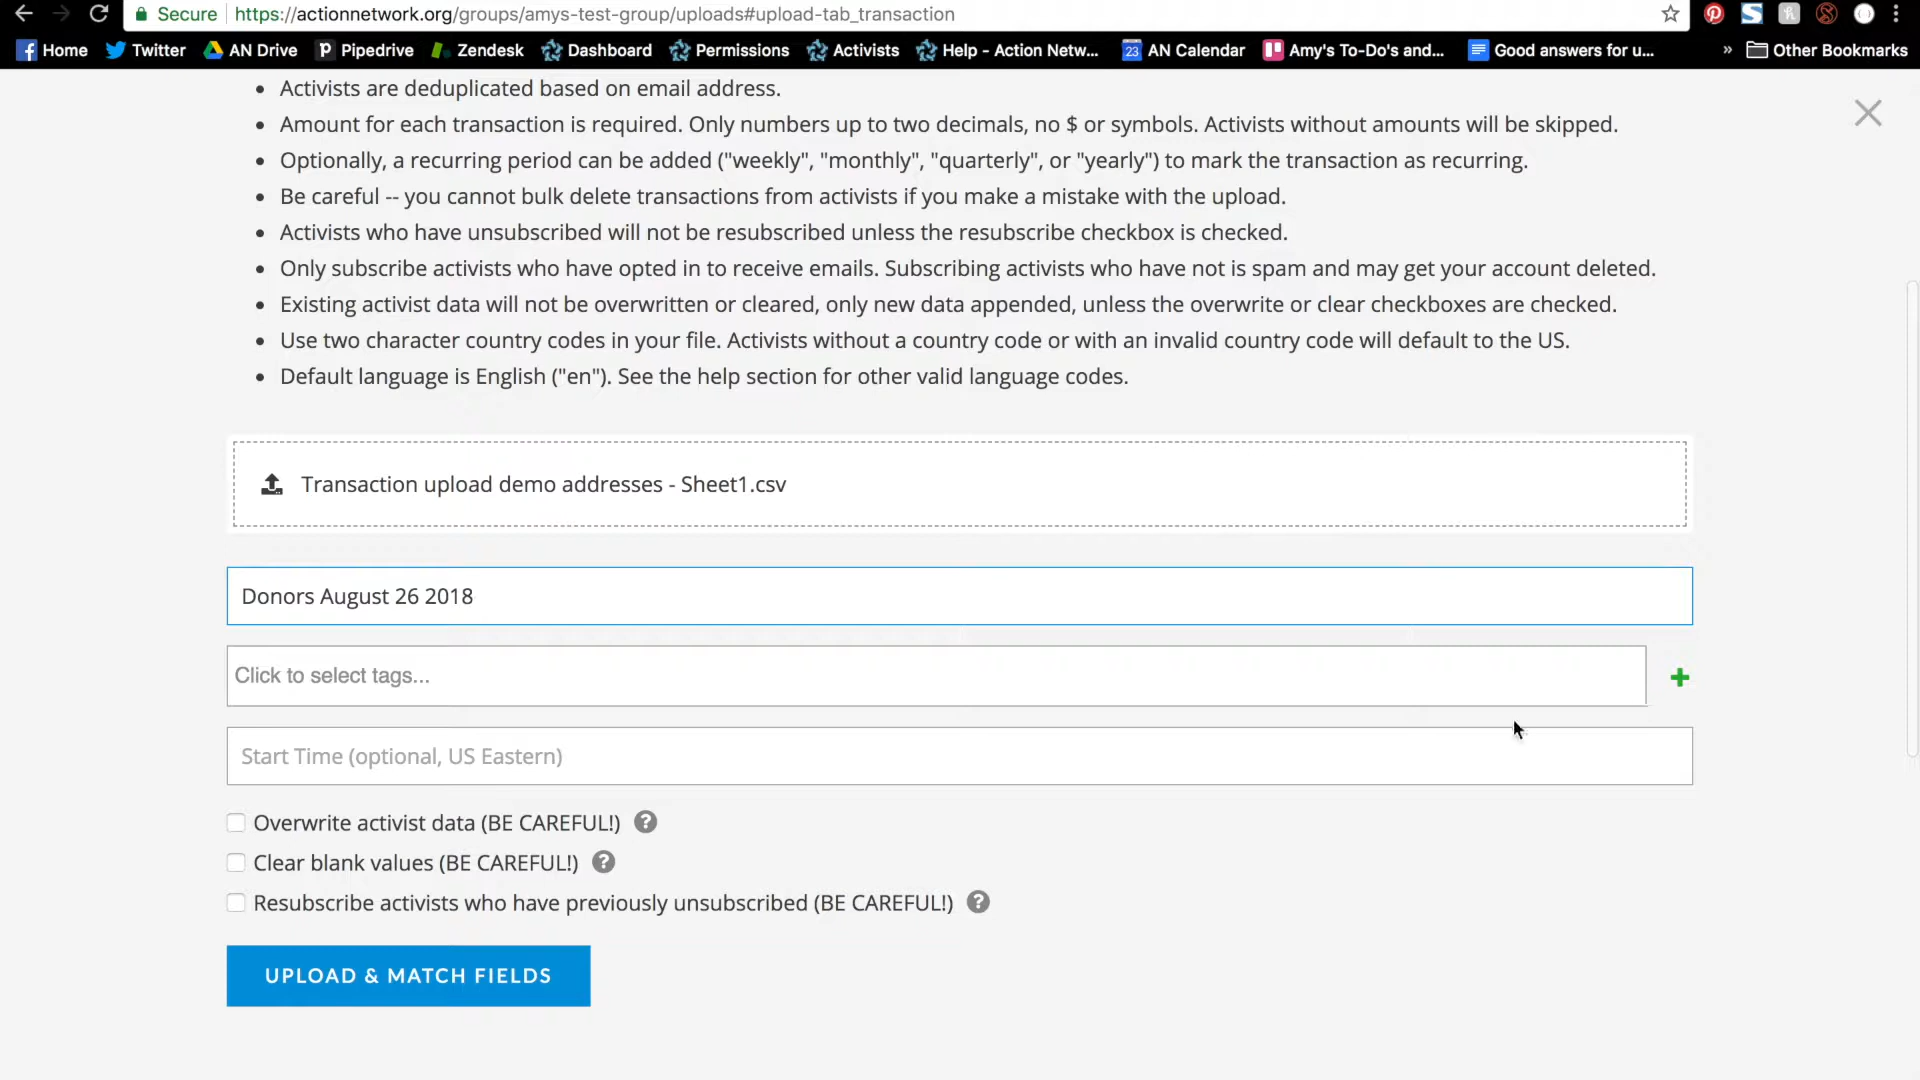 Secure https://actionnetwork.org/groups/amys-test-group/uploads#upload-tab_transaction
Home Twitter AN Drive Pipedrive Zendesk Dashboard Permissions Activists Help - Action Netw... 23 AN Calendar Amy's To-Do's and... Good answers for u... » Other Bookmarks
• Activists are deduplicated based on email address.
• Amount for each transaction is required. Only numbers up to two decimals, no $ or symbols. Activists without amounts will be skipped.
• Optionally, a recurring period can be added ("weekly", "monthly", "quarterly", or "yearly") to mark the transaction as recurring.
• Be careful -- you cannot bulk delete transactions from activists if you make a mistake with the upload.
• Activists who have unsubscribed will not be resubscribed unless the resubscribe checkbox is checked.
• Only subscribe activists who have opted in to receive emails. Subscribing activists who have not is spam and may get your account deleted.
• Existing activist data will not be overwritten or cleared, only new data appended, unless the overwrite or clear checkboxes are checked.
• Use two character country codes in your file. Activists without a country code or with an invalid country code will default to the US.
• Default language is English ("en"). See the help section for other valid language codes.
Transaction upload demo addresses - Sheet1.csv
Donors August 26 2018
Click to select tags...
Start Time (optional, US Eastern)
Overwrite activist data (BE CAREFUL!) ?
Clear blank values (BE CAREFUL!) ?
Resubscribe activists who have previously unsubscribed (BE CAREFUL!) ?
UPLOAD & MATCH FIELDS